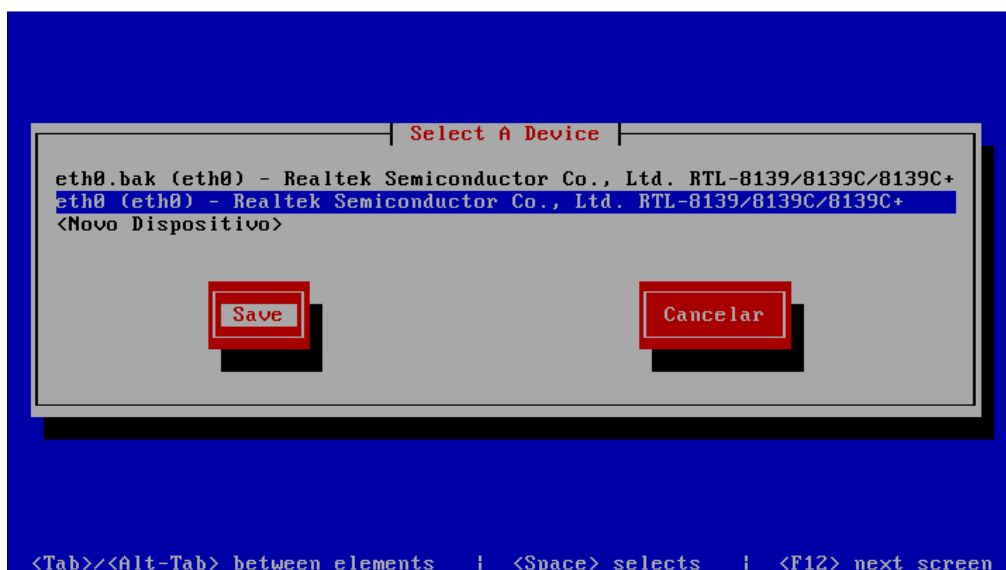 Select A Device
eth0.bak (eth0) - Realtek Semiconductor Co., Ltd. RTL-8139/8139C/8139C+
eth0 (eth0) - Realtek Semiconductor Co., Ltd. RTL-8139/8139C/8139C+
<Novo Dispositivo>
Save Cancelar
<Tab>/<Alt-Tab> between elements | <Space> selects | <F12> next screen